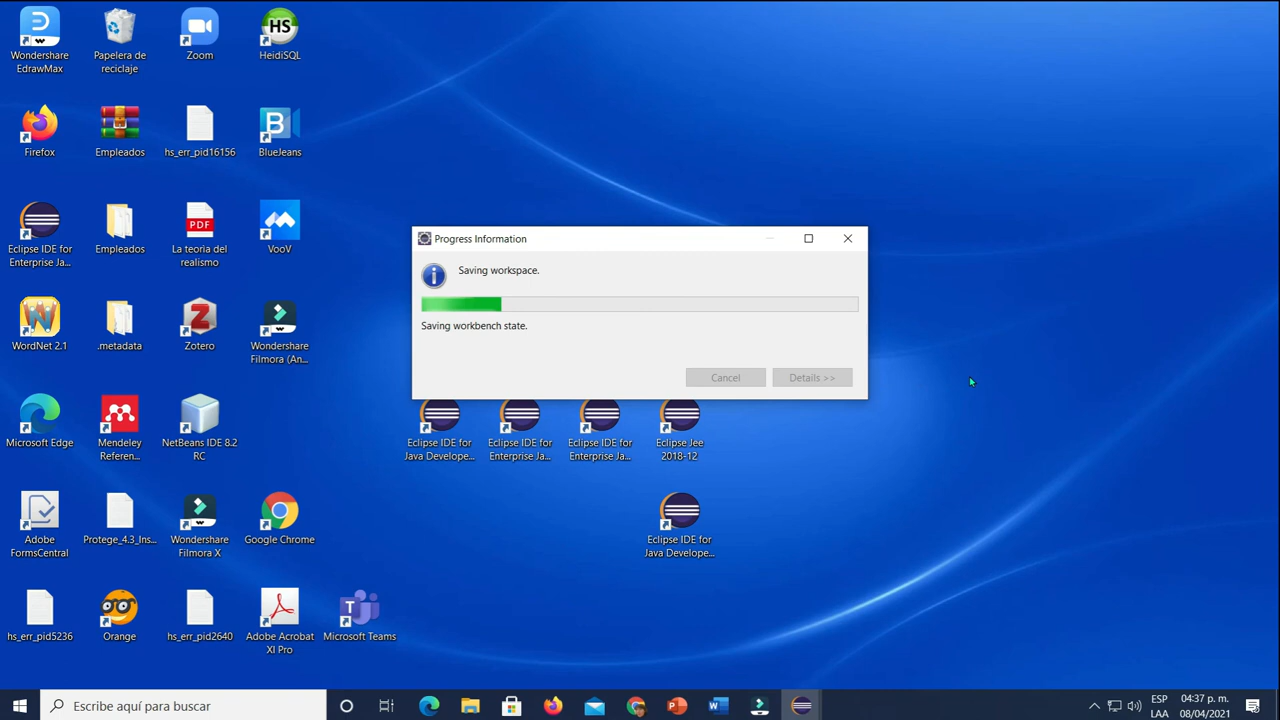 Wondershare
EdrawMax
Papelera de
reciclaje
Zoom
HS
HeidiSQL
Firefox
Empleados
hs_err_pid16156
B
BlueJeans
Eclipse IDE for
Enterprise Ja...
Empleados
PDF
La teoria del
realismo
VooV
W
WordNet 2.1
.metadata
Z
Zotero
Wondershare
Filmora (An...
Progress Information
Saving workspace.
Saving workbench state.
Cancel
Details >>
Microsoft Edge
Mendeley
Referen...
NetBeans IDE 8.2
RC
Eclipse IDE for
Java Develope...
Eclipse IDE for
Enterprise Ja...
Eclipse IDE for
Enterprise Ja...
Eclipse Jee
2018-12
Adobe
FormsCentral
Protege_4.3_Ins...
Wondershare
Filmora X
Google Chrome
Eclipse IDE for
Java Develope...
hs_err_pid5236
Orange
hs_err_pid2640
Adobe Acrobat
XI Pro
T
Microsoft Teams
Escribe aquí para buscar
P
W
ESP
LAA
04:37 p. m.
08/04/2021